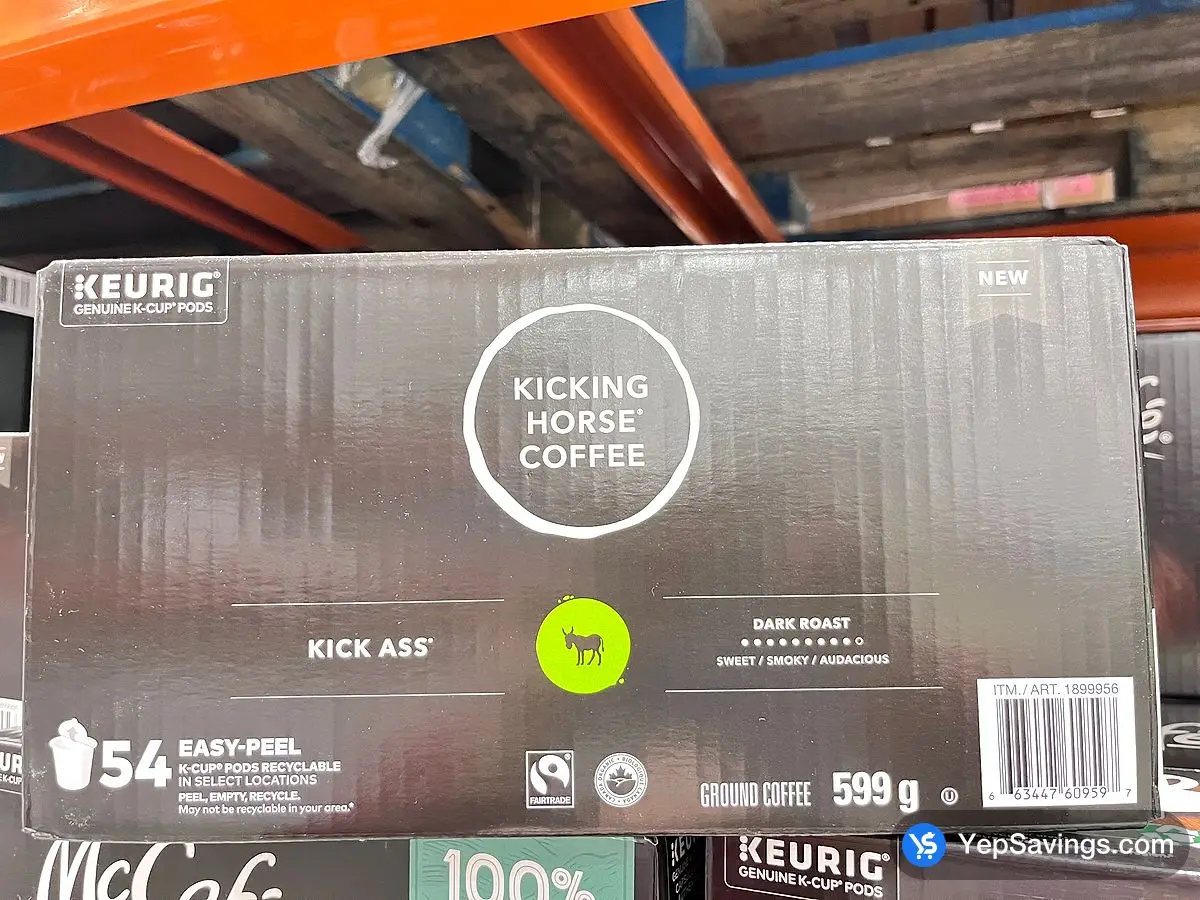 KEURIG®
GENUINE K-CUP® PODS
NEW
KICKING
HORSE®
COFFEE
KICK ASS®
DARK ROAST
SWEET / SMOKY / AUDACIOUS
54
EASY-PEEL
K-CUP® PODS RECYCLABLE
IN SELECT LOCATIONS
PEEL, EMPTY, RECYCLE.
May not be recyclable in your area.*
FAIRTRADE
GROUND COFFEE 599 g
U
ITM./ART. 1899956
6 63447 60959 7
McCafé
100%
KEURIG®
GENUINE K-CUP® PODS
YepSavings.com